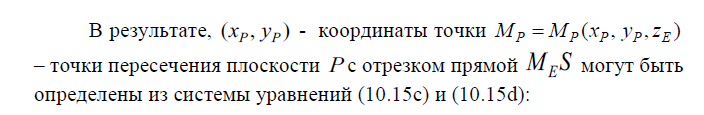 В результате, (x_P, y_P) - координаты точки M_P = M_P(x_P, y_P, z_E)
– точки пересечения плоскости P с отрезком прямой M_E S могут быть
определены из системы уравнений (10.15c) и (10.15d):